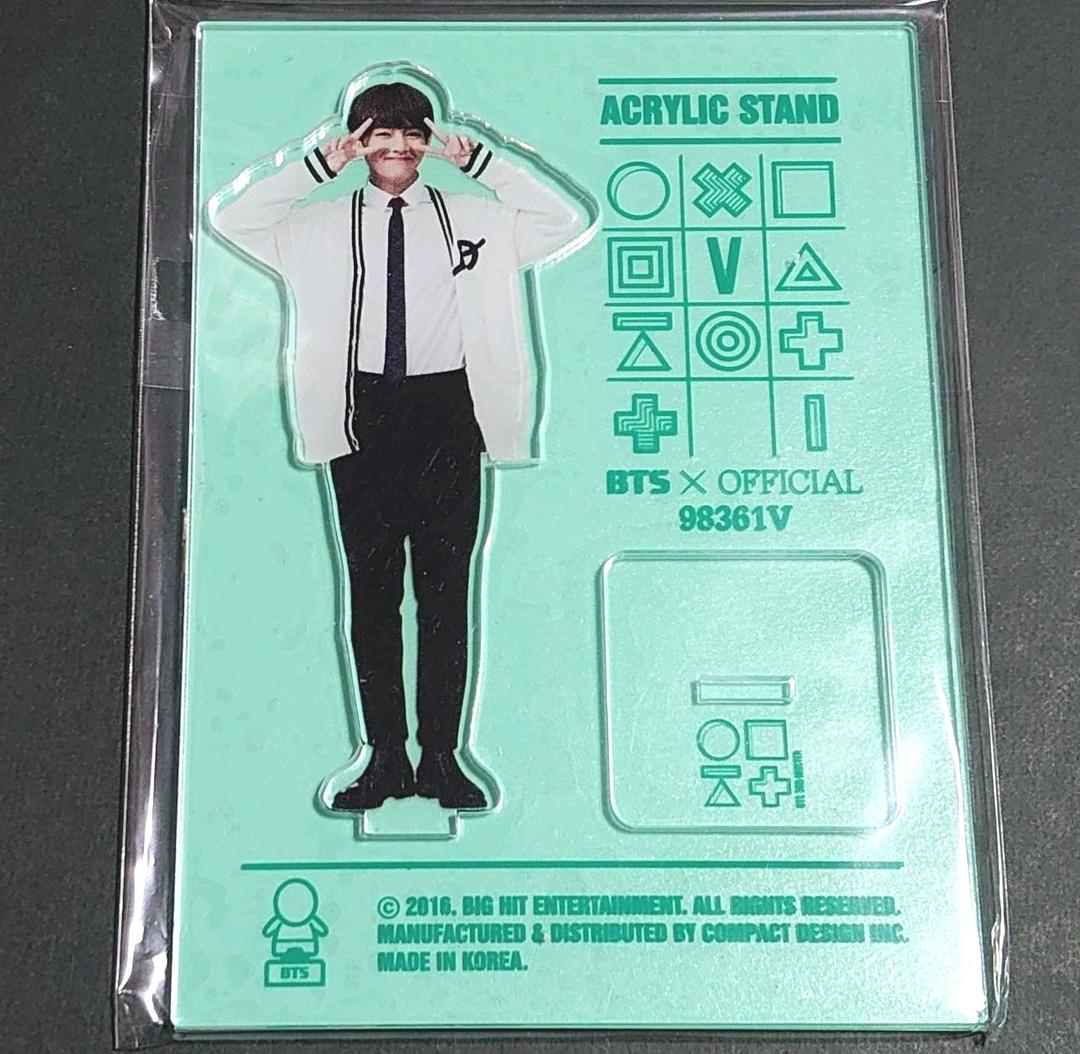 ACRYLIC STAND
V
BTS X OFFICIAL
98361V
© 2016. BIG HIT ENTERTAINMENT. ALL RIGHTS RESERVED.
MANUFACTURED & DISTRIBUTED BY COMPACT DESIGN INC.
MADE IN KOREA.
BTS